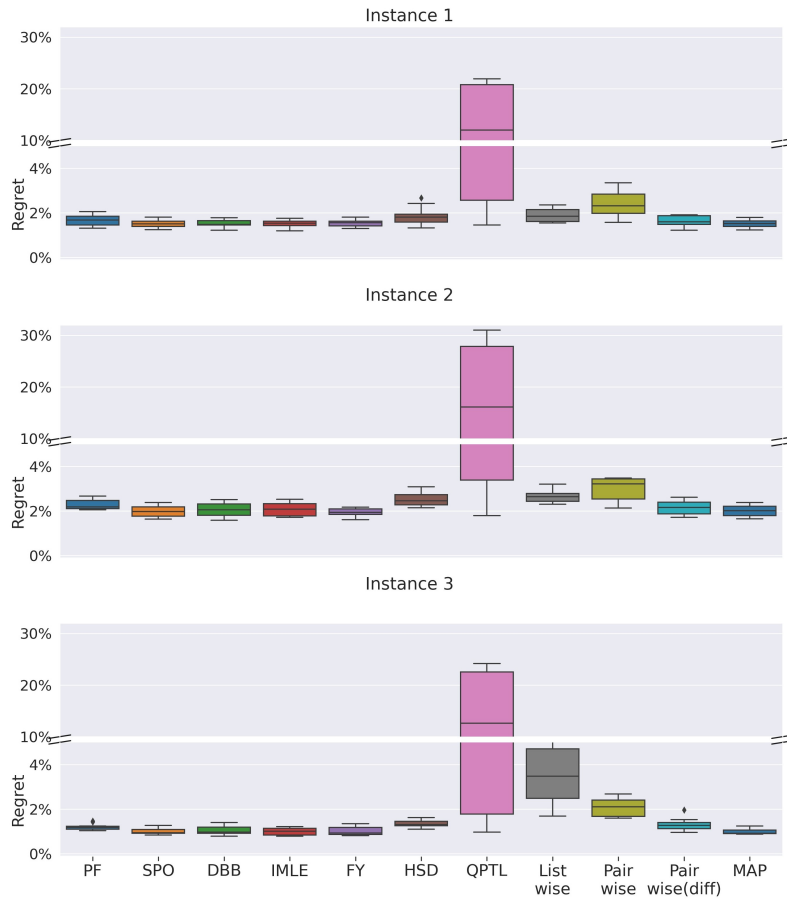 Instance 1
30%
20%
10%
4%
2%
0%
Regret
Instance 2
30%
20%
10%
4%
2%
0%
Regret
Instance 3
30%
20%
10%
4%
2%
0%
Regret
PF SPO DBB IMLE FY HSD QPTL List Pair Pair MAP
wise wise wise(diff)